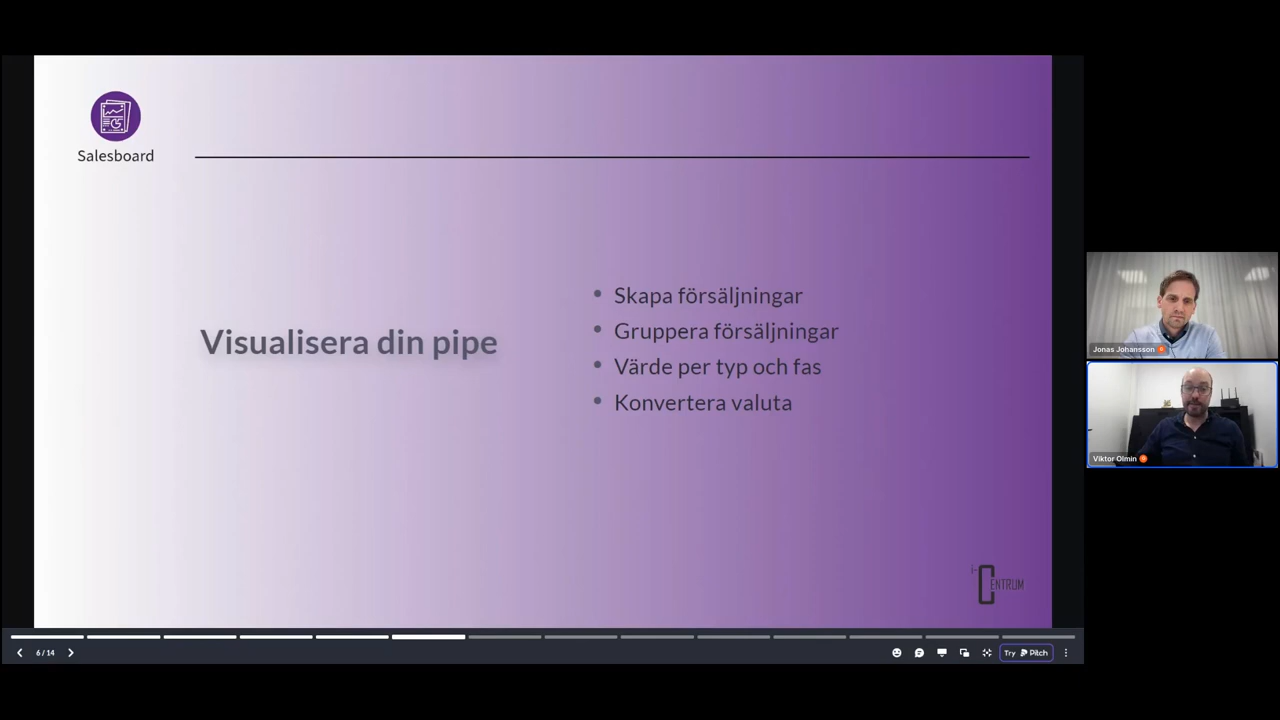 Salesboard
Visualisera din pipe
• Skapa försäljningar
• Gruppera försäljningar
• Värde per typ och fas
• Konvertera valuta
i-CENTRUM
Jonas Johansson
Viktor Olmin
6 / 14
Try Pitch